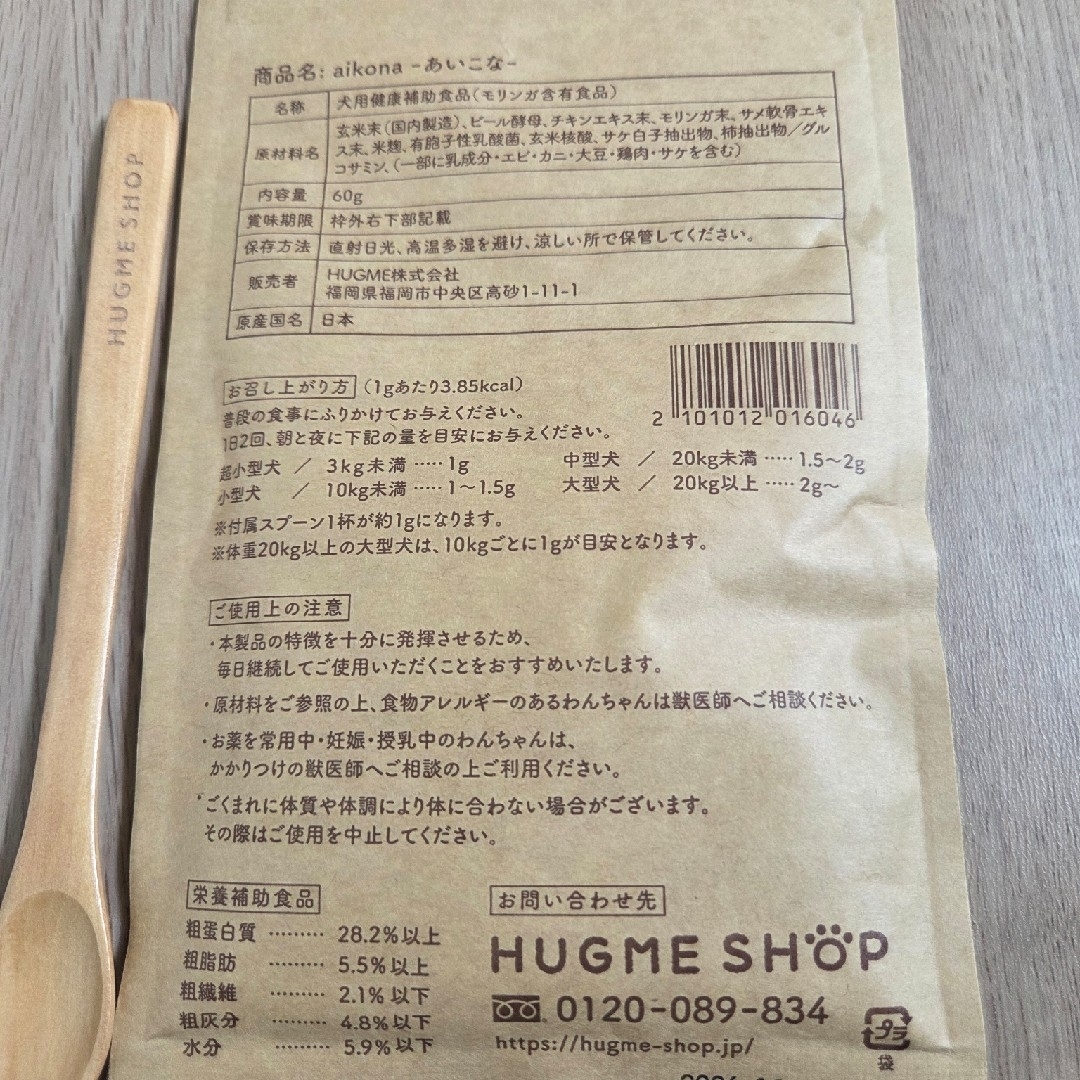 商品名: aikona -あいこな-
名称 犬用健康補助食品(モリンガ含有食品)
原材料名 玄米末(国内製造)、ビール酵母、チキンエキス末、モリンガ末、サメ軟骨エキ
ス末、米麹、有胞子性乳酸菌、玄米核酸、サケ白子抽出物、柿抽出物/グル
コサミン、(一部に乳成分・エビ・カニ・大豆・鶏肉・サケを含む)
内容量 60g
賞味期限 枠外右下部記載
保存方法 直射日光、高温多湿を避け、涼しい所で保管してください。
販売者 HUGME株式会社
福岡県福岡市中央区高砂1-11-1
原産国名 日本
お召し上がり方 (1gあたり3.85kcal)
普段の食事にふりかけてお与えください。
1日2回、朝と夜に下記の量を目安にお与えください。
2 101012 016046
超小型犬 / 3kg未満 ····· 1g
小型犬 / 10kg未満 ····· 1~1.5g
中型犬 / 20kg未満 ····· 1.5~2g
大型犬 / 20kg以上 ····· 2g~
※付属スプーン1杯が約1gになります。
※体重20kg以上の大型犬は、10kgごとに1gが目安となります。
ご使用上の注意
・本製品の特徴を十分に発揮させるため、
毎日継続してご使用いただくことをおすすめいたします。
・原材料をご参照の上、食物アレルギーのあるわんちゃんは獣医師へご相談ください。
・お薬を常用中・妊娠・授乳中のわんちゃんは、
かかりつけの獣医師へご相談の上ご利用ください。
・ごくまれに体質や体調により体に合わない場合がございます。
その際はご使用を中止してください。
栄養補助食品
粗蛋白質 ········· 28.2%以上
粗脂肪 ········· 5.5%以上
粗繊維 ········· 2.1%以下
粗灰分 ········· 4.8%以下
水分 ········· 5.9%以下
お問い合わせ先
HUGME SHOP
0120-089-834
https://hugme-shop.jp/
プラ
袋
HUGME SHOP